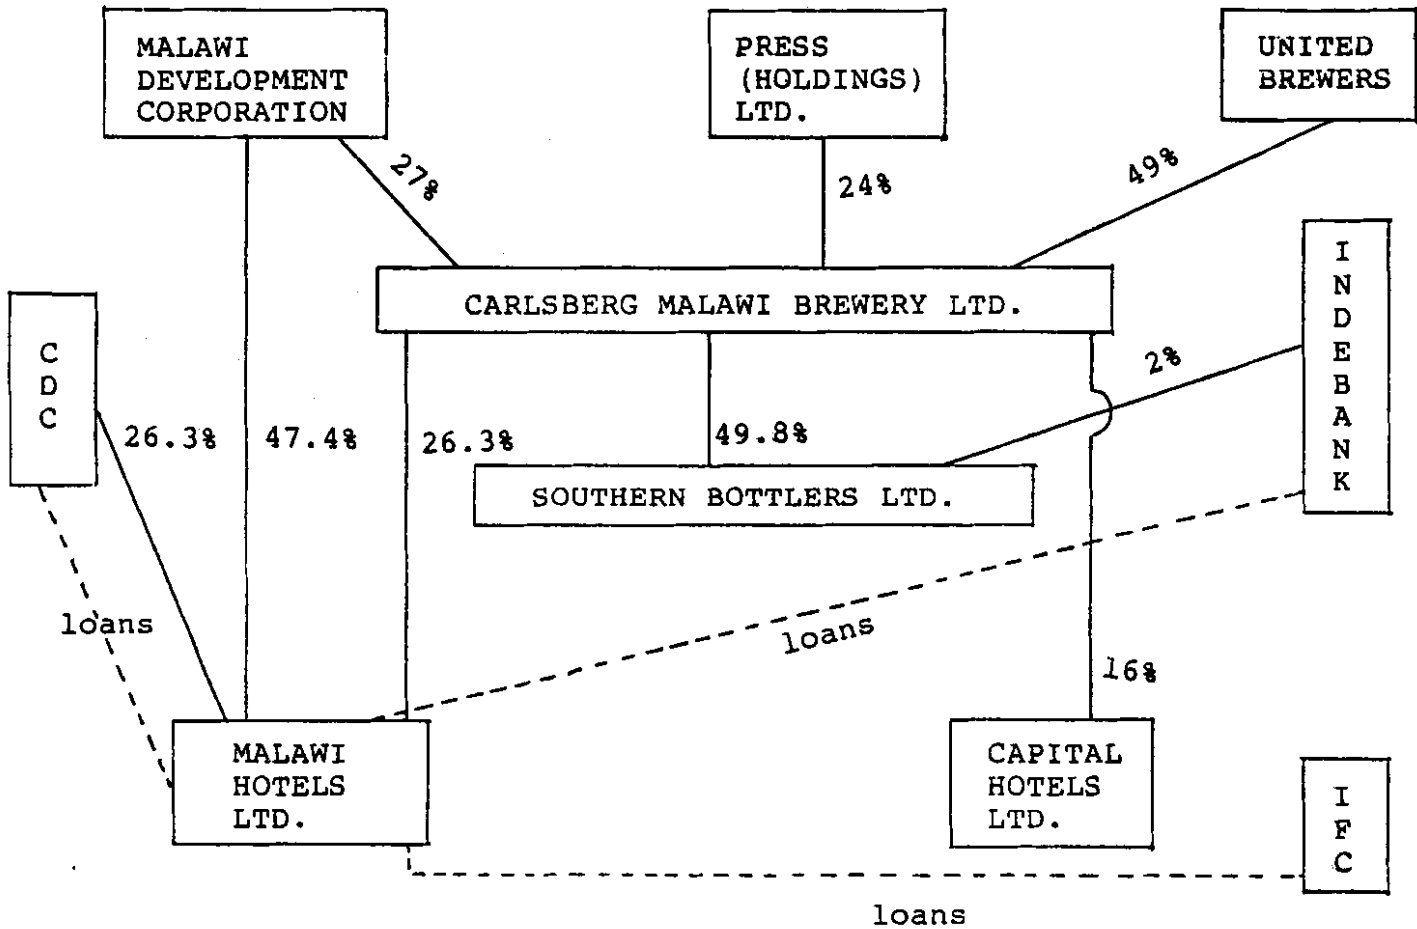 MALAWI
DEVELOPMENT
CORPORATION
PRESS
(HOLDINGS)
LTD.
UNITED
BREWERS
27%
24%
49%
CARLSBERG MALAWI BREWERY LTD.
I
N
D
E
B
A
N
K
C
D
C
2%
26.3%
47.4%
26.3%
49.8%
SOUTHERN BOTTLERS LTD.
loans
loans
16%
MALAWI
HOTELS
LTD.
CAPITAL
HOTELS
LTD.
I
F
C
loans